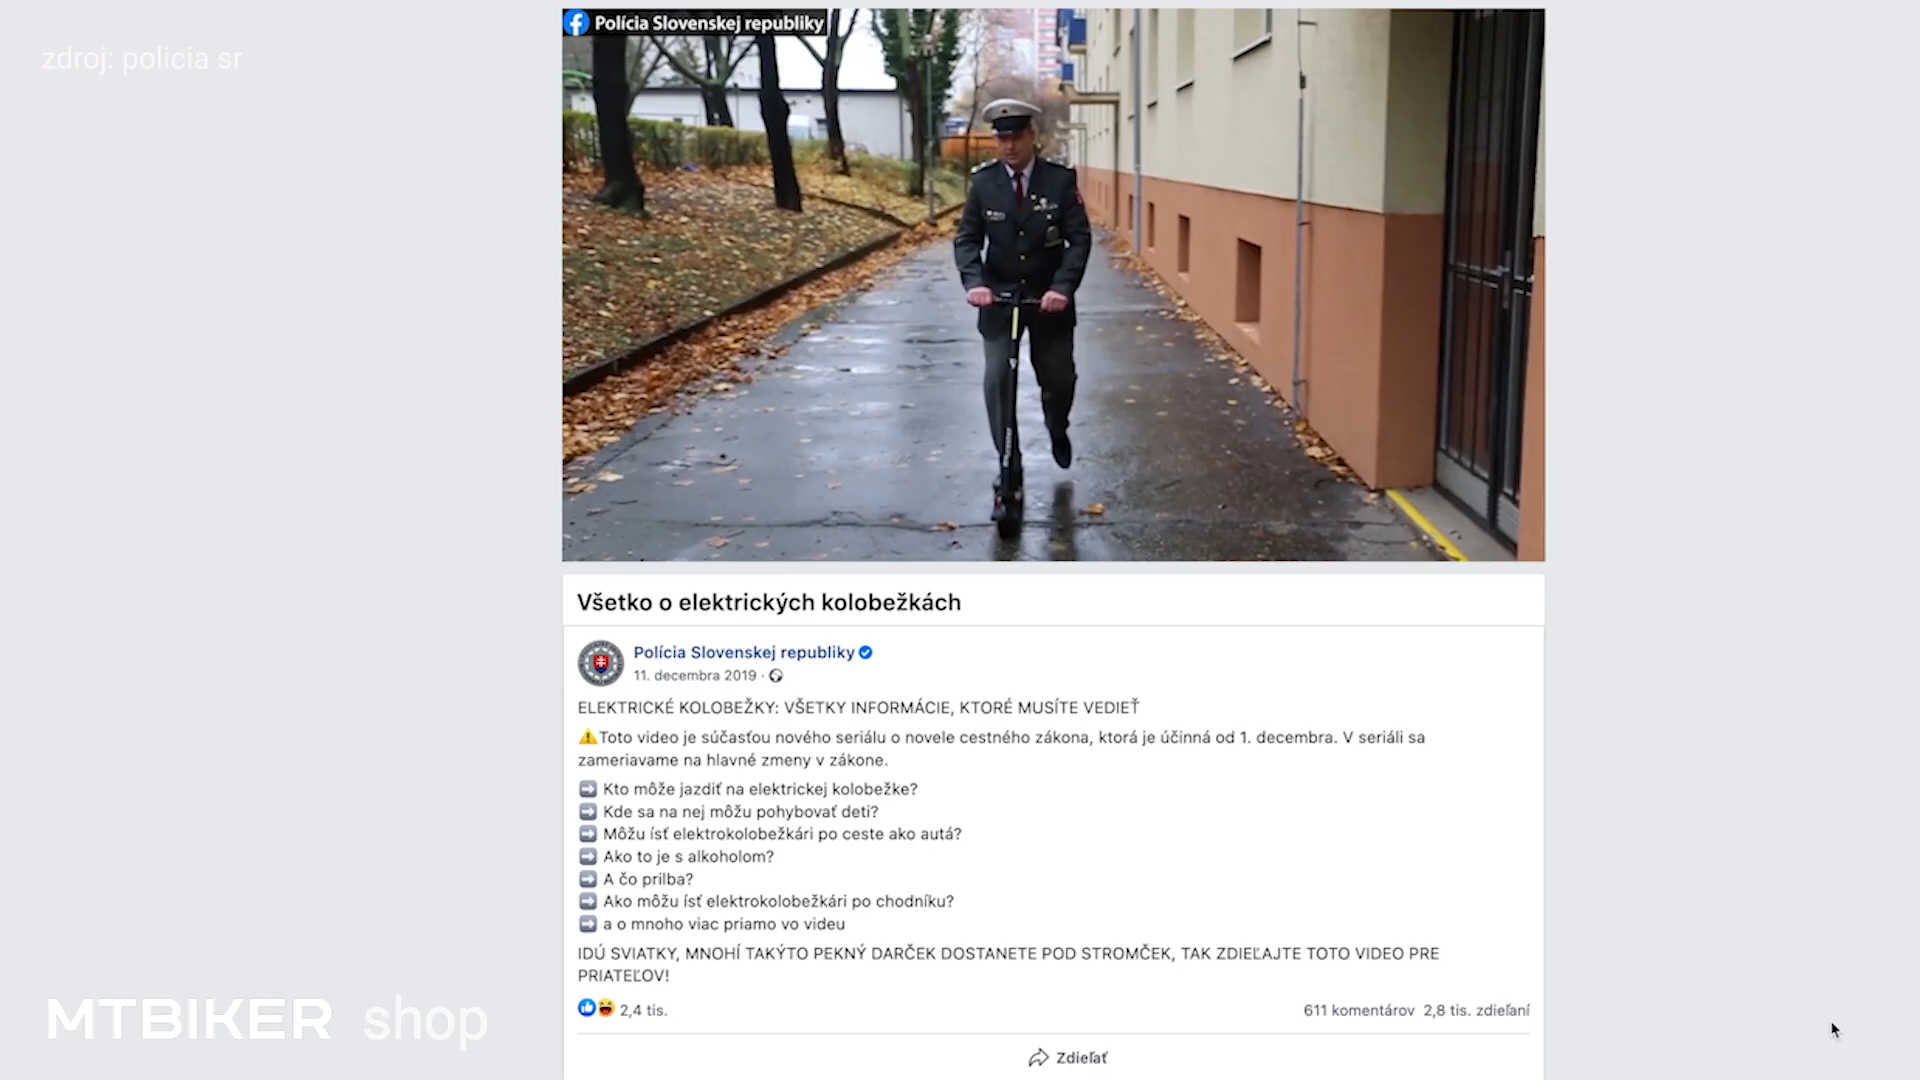 Polícia Slovenskej republiky
zdroj: policia sr
Všetko o elektrických kolobežkách
Polícia Slovenskej republiky
11. decembra 2019 ·
ELEKTRICKÉ KOLOBEŽKY: VŠETKY INFORMÁCIE, KTORÉ MUSÍTE VEDIEŤ
⚠️Toto video je súčasťou nového seriálu o novele cestného zákona, ktorá je účinná od 1. decembra. V seriáli sa
zameriavame na hlavné zmeny v zákone.
➡️ Kto môže jazdiť na elektrickej kolobežke?
➡️ Kde sa na nej môžu pohybovať deti?
➡️ Môžu ísť elektrokolobežkári po ceste ako autá?
➡️ Ako to je s alkoholom?
➡️ A čo prilba?
➡️ Ako môžu ísť elektrokolobežkári po chodníku?
➡️ a o mnoho viac priamo vo videu
IDÚ SVIATKY, MNOHÍ TAKÝTO PEKNÝ DARČEK DOSTANETE POD STROMČEK, TAK ZDIEĽAJTE TOTO VIDEO PRE
PRIATEĽOV!
2,4 tis.
611 komentárov 2,8 tis. zdieľaní
Zdieľať
MTBIKER shop